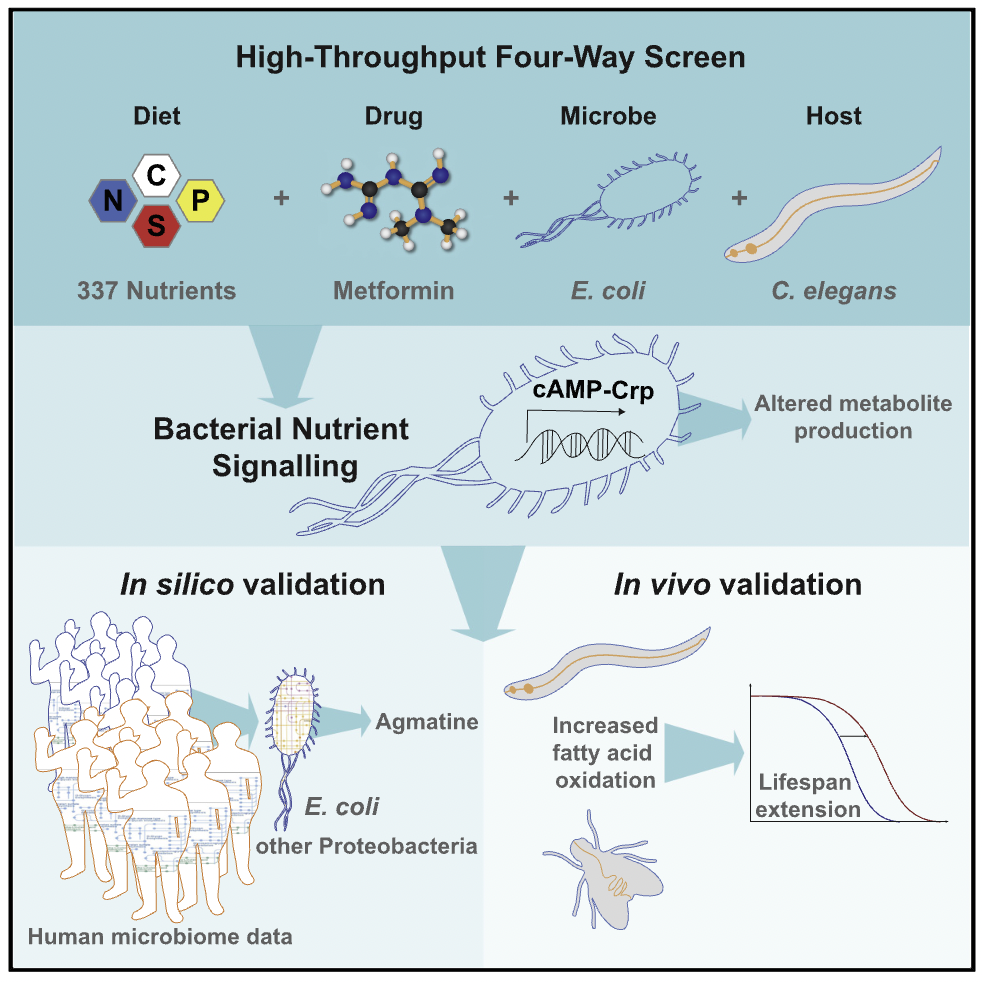 High-Throughput Four-Way Screen
Diet
Drug
Microbe
Host
C
N
P
S
+
+
+
337 Nutrients
Metformin
E. coli
C. elegans
cAMP-Crp
Bacterial Nutrient
Signalling
Altered metabolite
production
In silico validation
In vivo validation
Agmatine
E. coli
other Proteobacteria
Human microbiome data
Increased
fatty acid
oxidation
Lifespan
extension